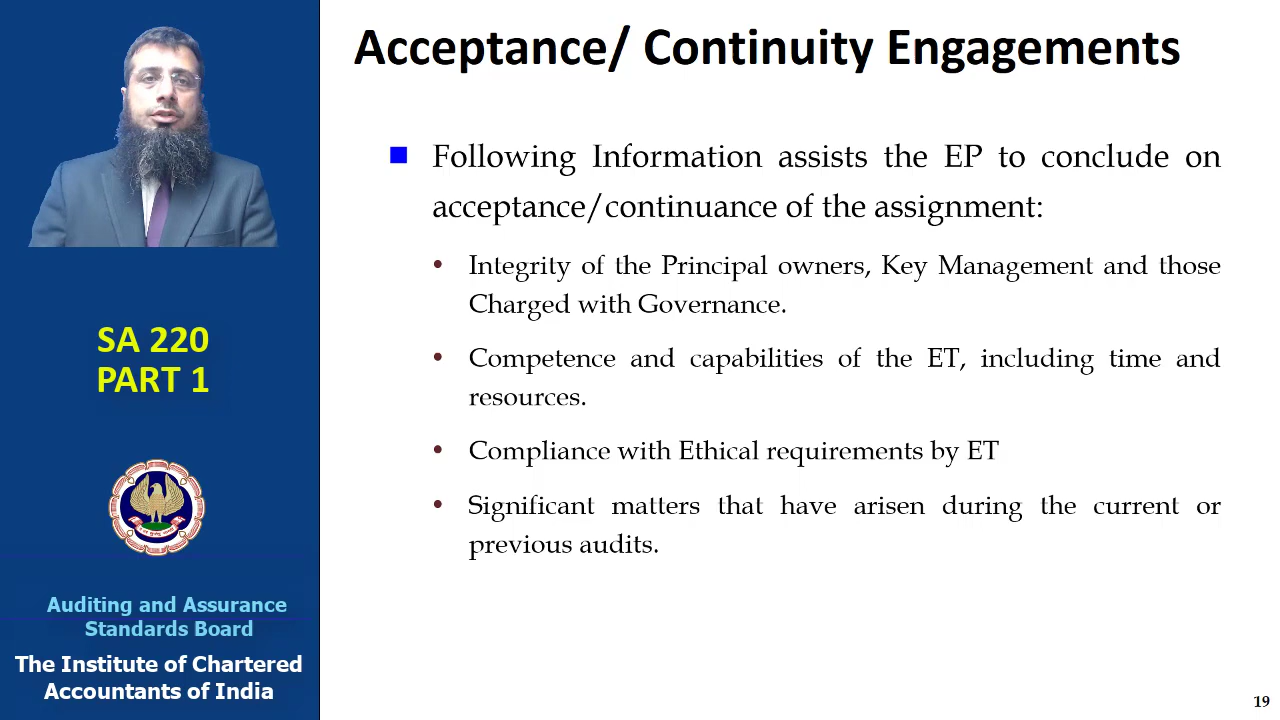 Acceptance/ Continuity Engagements
Following Information assists the EP to conclude on
acceptance/continuance of the assignment:
Integrity of the Principal owners, Key Management and those
Charged with Governance.
Competence and capabilities of the ET, including time and
resources.
Compliance with Ethical requirements by ET
Significant matters that have arisen during the current or
previous audits.
SA 220
PART 1
Auditing and Assurance
Standards Board
The Institute of Chartered
Accountants of India
19